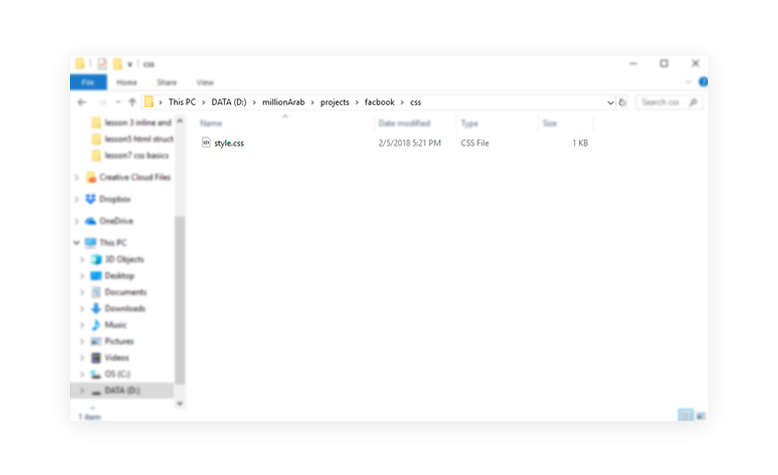 css
File Home Share View
This PC > DATA (D:) > millionArab > projects > facbook > css
Search css
lesson 3 inline and
lesson5 html struct
lesson7 css basics
Creative Cloud Files
Dropbox
OneDrive
This PC
3D Objects
Desktop
Documents
Downloads
Music
Pictures
Videos
OS (C:)
DATA (D:)
Name Date modified Type Size
style.css 2/5/2018 5:21 PM CSS File 1 KB
1 item